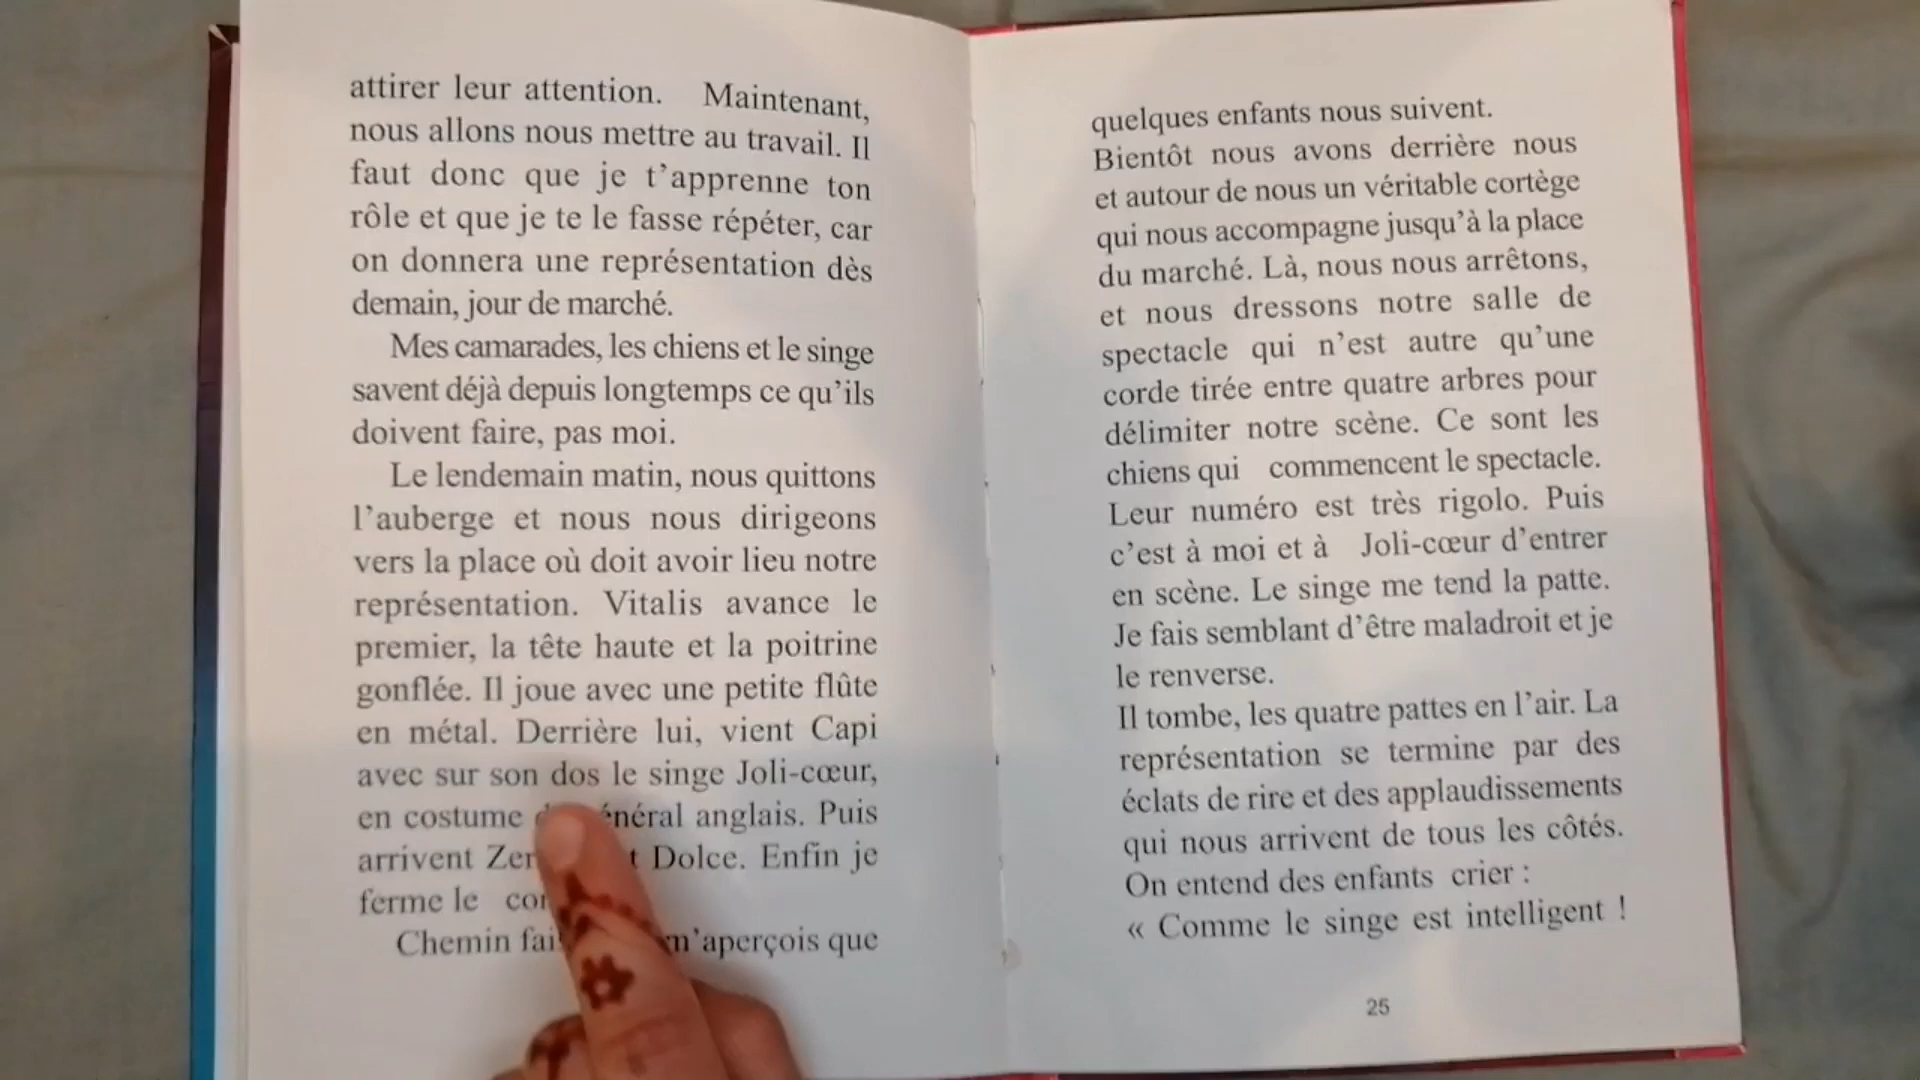 attirer leur attention. Maintenant,
nous allons nous mettre au travail. Il
faut donc que je t’apprenne ton
rôle et que je te le fasse répéter, car
on donnera une représentation dès
demain, jour de marché.
Mes camarades, les chiens et le singe
savent déjà depuis longtemps ce qu’ils
doivent faire, pas moi.
Le lendemain matin, nous quittons
l’auberge et nous nous dirigeons
vers la place où doit avoir lieu notre
représentation. Vitalis avance le
premier, la tête haute et la poitrine
gonflée. Il joue avec une petite flûte
en métal. Derrière lui, vient Capi
avec sur son dos le singe Joli-cœur,
en costume anglais. Puis
arrivent Dolce. Enfin je
ferme le
Chemin m’aperçois que
quelques enfants nous suivent.
Bientôt nous avons derrière nous
et autour de nous un véritable cortège
qui nous accompagne jusqu’à la place
du marché. Là, nous nous arrêtons,
et nous dressons notre salle de
spectacle qui n’est autre qu’une
corde tirée entre quatre arbres pour
délimiter notre scène. Ce sont les
chiens qui commencent le spectacle.
Leur numéro est très rigolo. Puis
c’est à moi et à Joli-cœur d’entrer
en scène. Le singe me tend la patte.
Je fais semblant d’être maladroit et je
le renverse.
Il tombe, les quatre pattes en l’air. La
représentation se termine par des
éclats de rire et des applaudissements
qui nous arrivent de tous les côtés.
On entend des enfants crier :
« Comme le singe est intelligent !
25